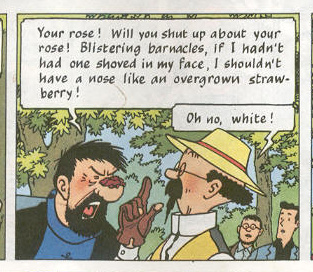 Your rose! Will you shut up about your
rose! Blistering barnacles, if I hadn't
had one shoved in my face, I shouldn't
have a nose like an overgrown straw-
berry!
Oh no, white!